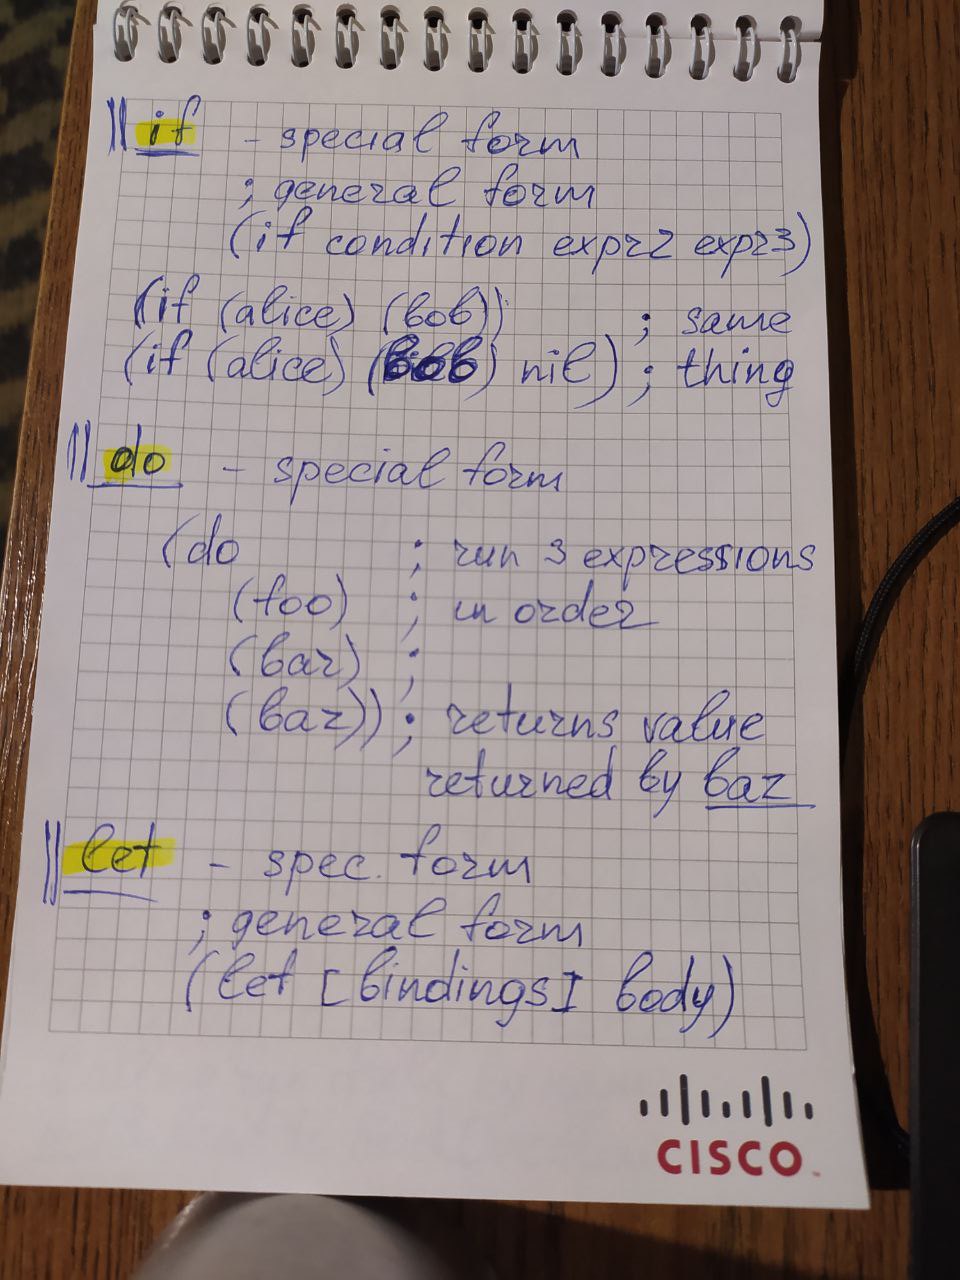 if - special form
; general form
(if condition expr2 expr3)
(if (alice) (bob)) ; same
(if (alice) (bob) nil) ; thing
do - special form
(do ; run 3 expressions
(foo) ; in order
(bar) ;
(baz)) ; returns value
returned by baz
let - spec. form
; general form
(let [bindings] body)
CISCO